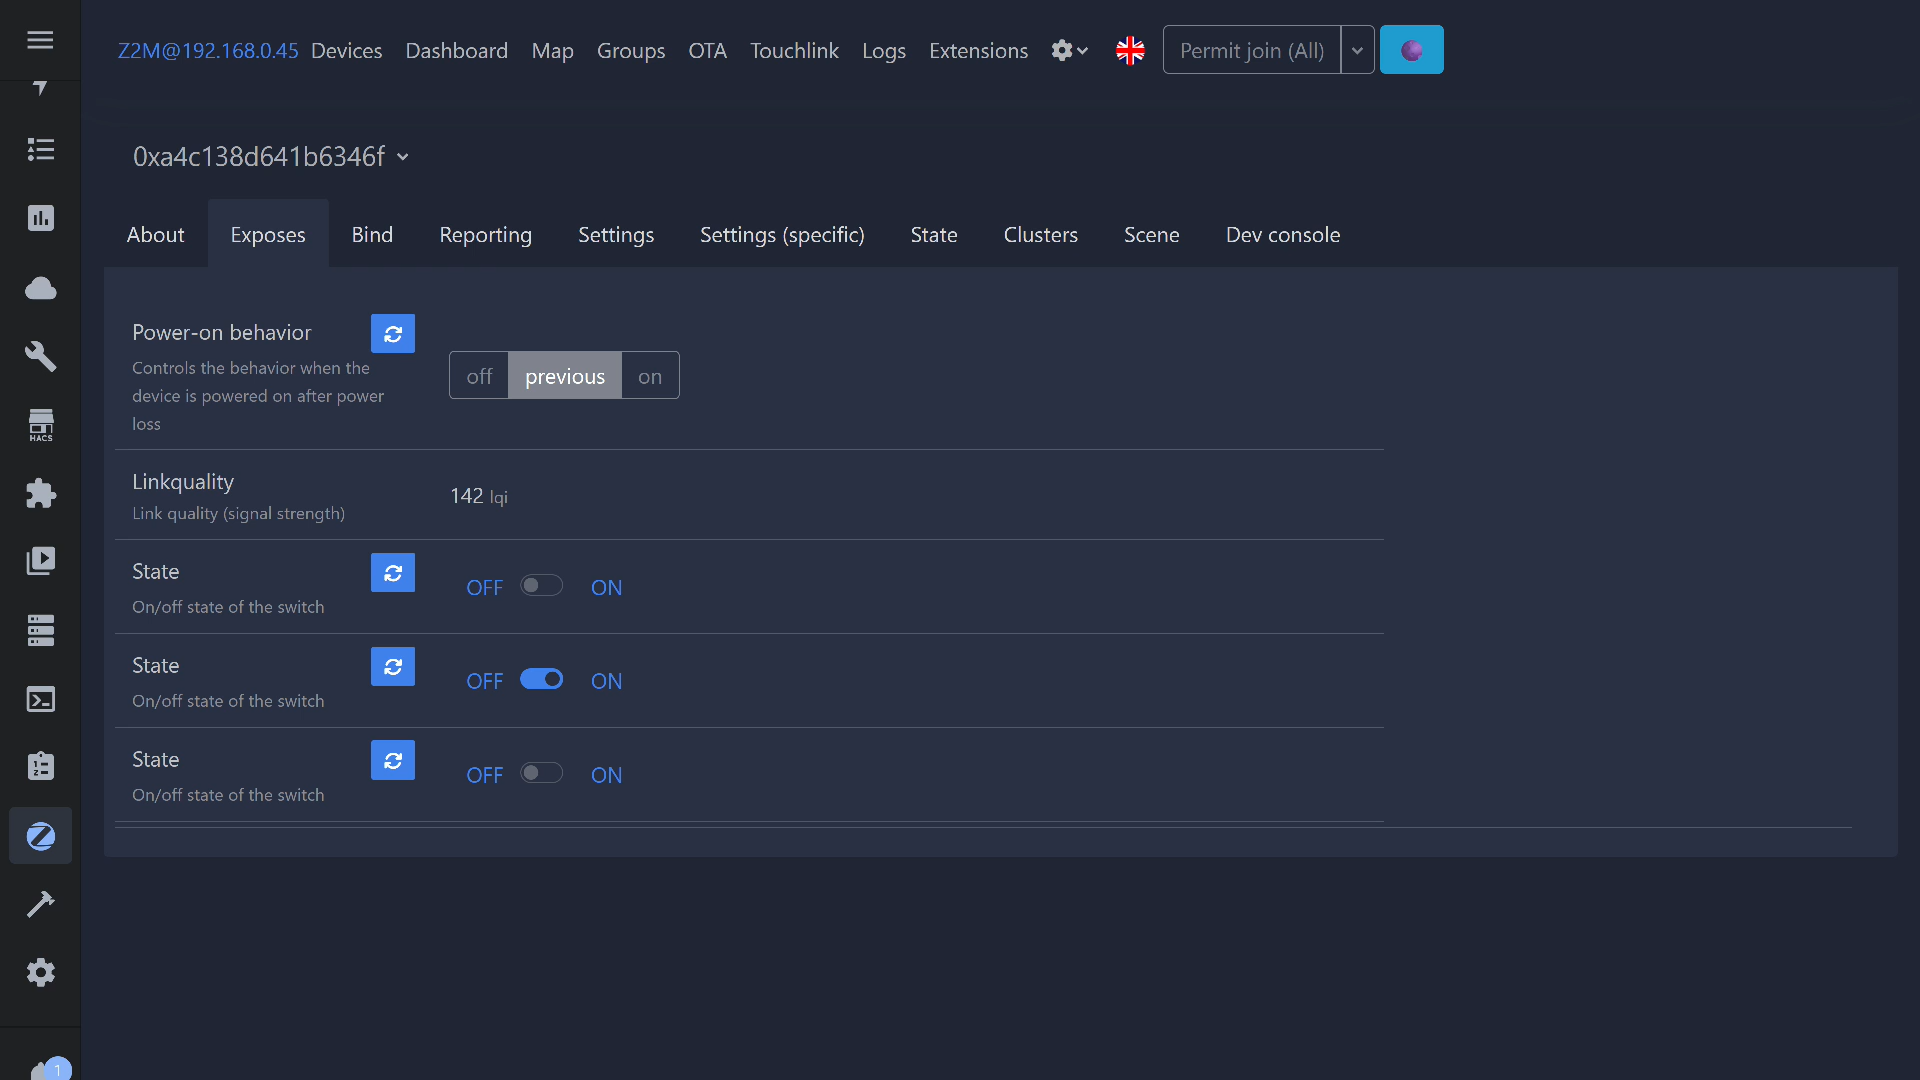 Z2M@192.168.0.45 Devices Dashboard Map Groups OTA Touchlink Logs Extensions Permit join (All)
0xa4c138d641b6346f
About Exposes Bind Reporting Settings Settings (specific) State Clusters Scene Dev console
Power-on behavior
Controls the behavior when the
device is powered on after power
loss
off previous on
Linkquality
Link quality (signal strength)
142 lqi
State
On/off state of the switch
OFF ON
State
On/off state of the switch
OFF ON
State
On/off state of the switch
OFF ON
HACS
1
2
1